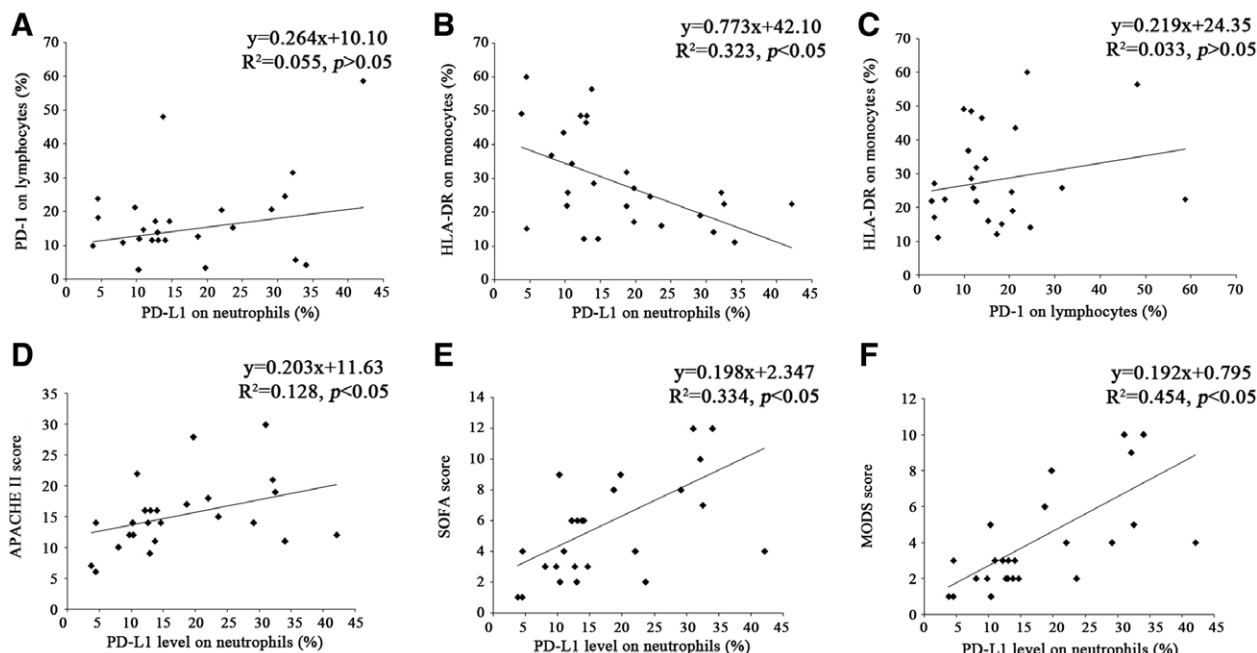 A
y=0.264x+10.10
R²=0.055, p>0.05
PD-1 on lymphocytes (%)
70
60
50
40
30
20
10
0
0 5 10 15 20 25 30 35 40 45
PD-L1 on neutrophils (%)
B
y=0.773x+42.10
R²=0.323, p<0.05
HLA-DR on monocytes (%)
70
60
50
40
30
20
10
0
0 5 10 15 20 25 30 35 40 45
PD-L1 on neutrophils (%)
C
y=0.219x+24.35
R²=0.033, p>0.05
HLA-DR on monocytes (%)
70
60
50
40
30
20
10
0
0 10 20 30 40 50 60 70
PD-1 on lymphocytes (%)
D
y=0.203x+11.63
R²=0.128, p<0.05
APACHE II score
35
30
25
20
15
10
5
0
0 5 10 15 20 25 30 35 40 45
PD-L1 level on neutrophils (%)
E
y=0.198x+2.347
R²=0.334, p<0.05
SOFA score
14
12
10
8
6
4
2
0
0 5 10 15 20 25 30 35 40 45
PD-L1 level on neutrophils (%)
F
y=0.192x+0.795
R²=0.454, p<0.05
MODS score
12
10
8
6
4
2
0
0 5 10 15 20 25 30 35 40 45
PD-L1 level on neutrophils (%)